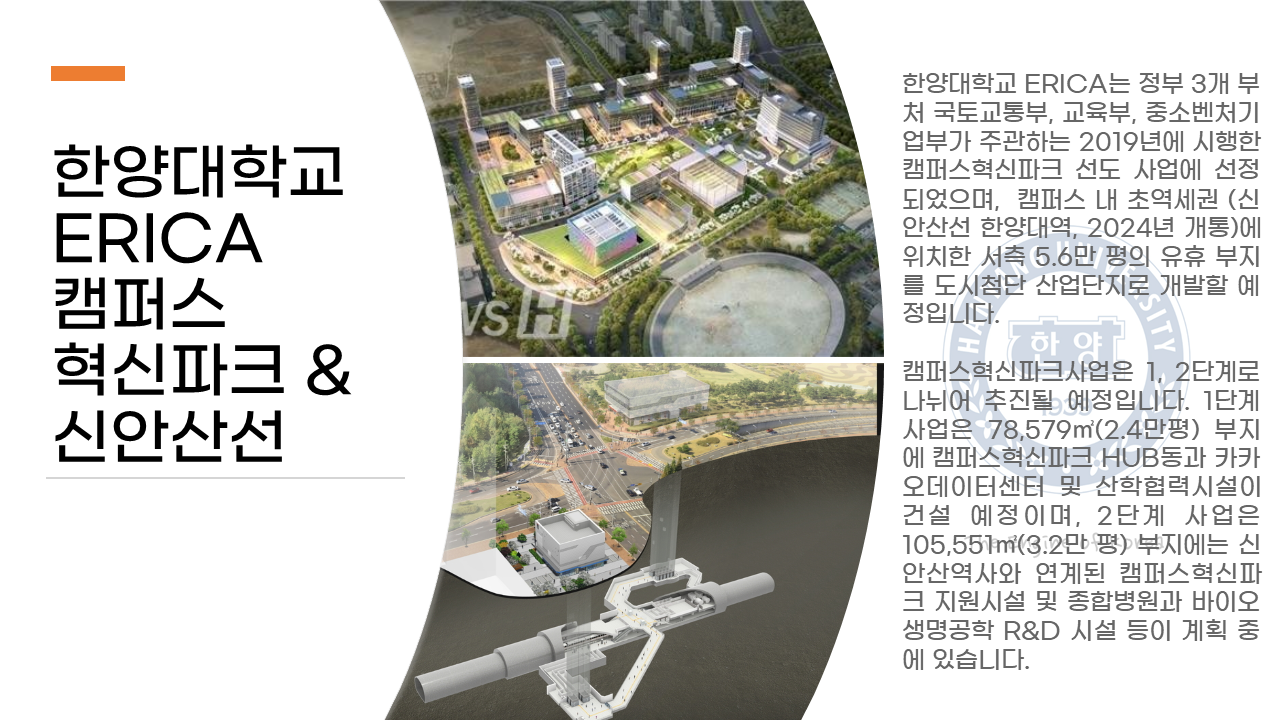 한양대학교
ERICA
캠퍼스
혁신파크 &
신안산선
한양대학교 ERICA는 정부 3개 부
처 국토교통부, 교육부, 중소벤처기
업부가 주관하는 2019년에 시행한
캠퍼스혁신파크 선도 사업에 선정
되었으며, 캠퍼스 내 초역세권 (신
안산선 한양대역, 2024년 개통)에
위치한 서측 5.6만 평의 유휴 부지
를 도시첨단 산업단지로 개발할 예
정입니다.
캠퍼스혁신파크사업은 1, 2단계로
나뉘어 추진될 예정입니다. 1단계
사업은 78,579㎡(2.4만평) 부지
에 캠퍼스혁신파크 HUB동과 카카
오데이터센터 및 산학협력시설이
건설 예정이며, 2단계 사업은
105,551㎡(3.2만 평) 부지에는 신
안산역사와 연계된 캠퍼스혁신파
크 지원시설 및 종합병원과 바이오
생명공학 R&D 시설 등이 계획 중
에 있습니다.
HANYANG UNIVERSITY
한양
1939